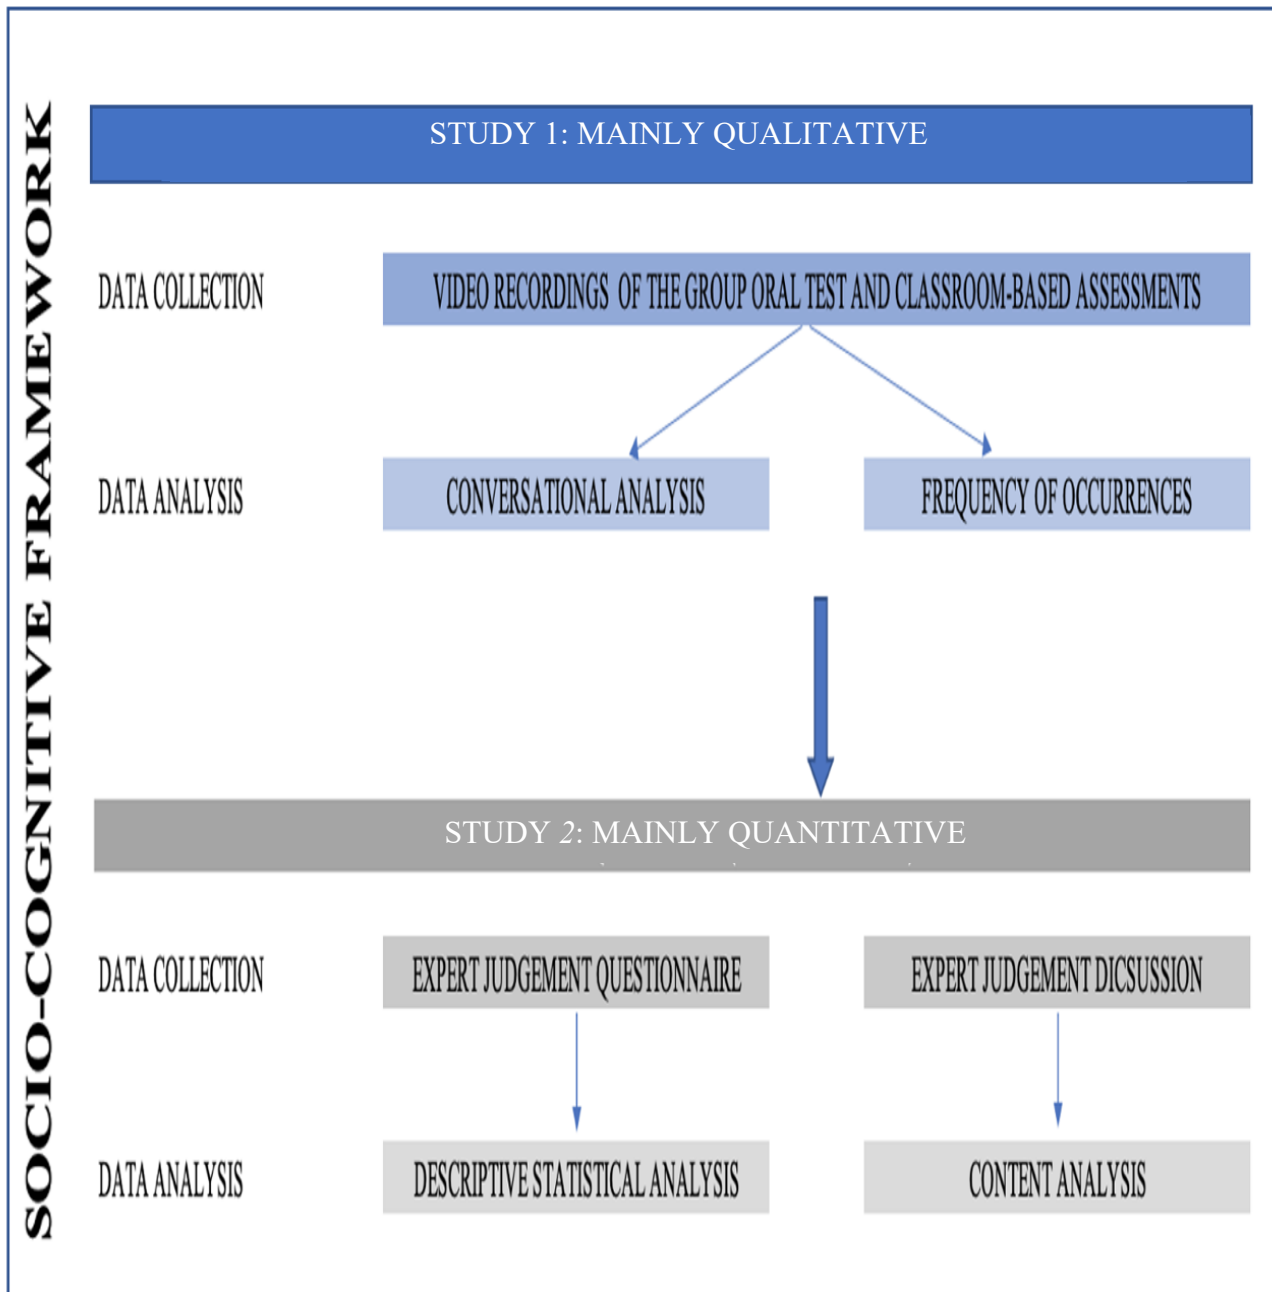 SOCIO-COGNITIVE FRAMEWORK
STUDY 1: MAINLY QUALITATIVE
DATA COLLECTION
VIDEO RECORDINGS OF THE GROUP ORAL TEST AND CLASSROOM-BASED ASSESSMENTS
DATA ANALYSIS
CONVERSATIONAL ANALYSIS
FREQUENCY OF OCCURRENCES
STUDY 2: MAINLY QUANTITATIVE
DATA COLLECTION
EXPERT JUDGEMENT QUESTIONNAIRE
EXPERT JUDGEMENT DICSUSSION
DATA ANALYSIS
DESCRIPTIVE STATISTICAL ANALYSIS
CONTENT ANALYSIS